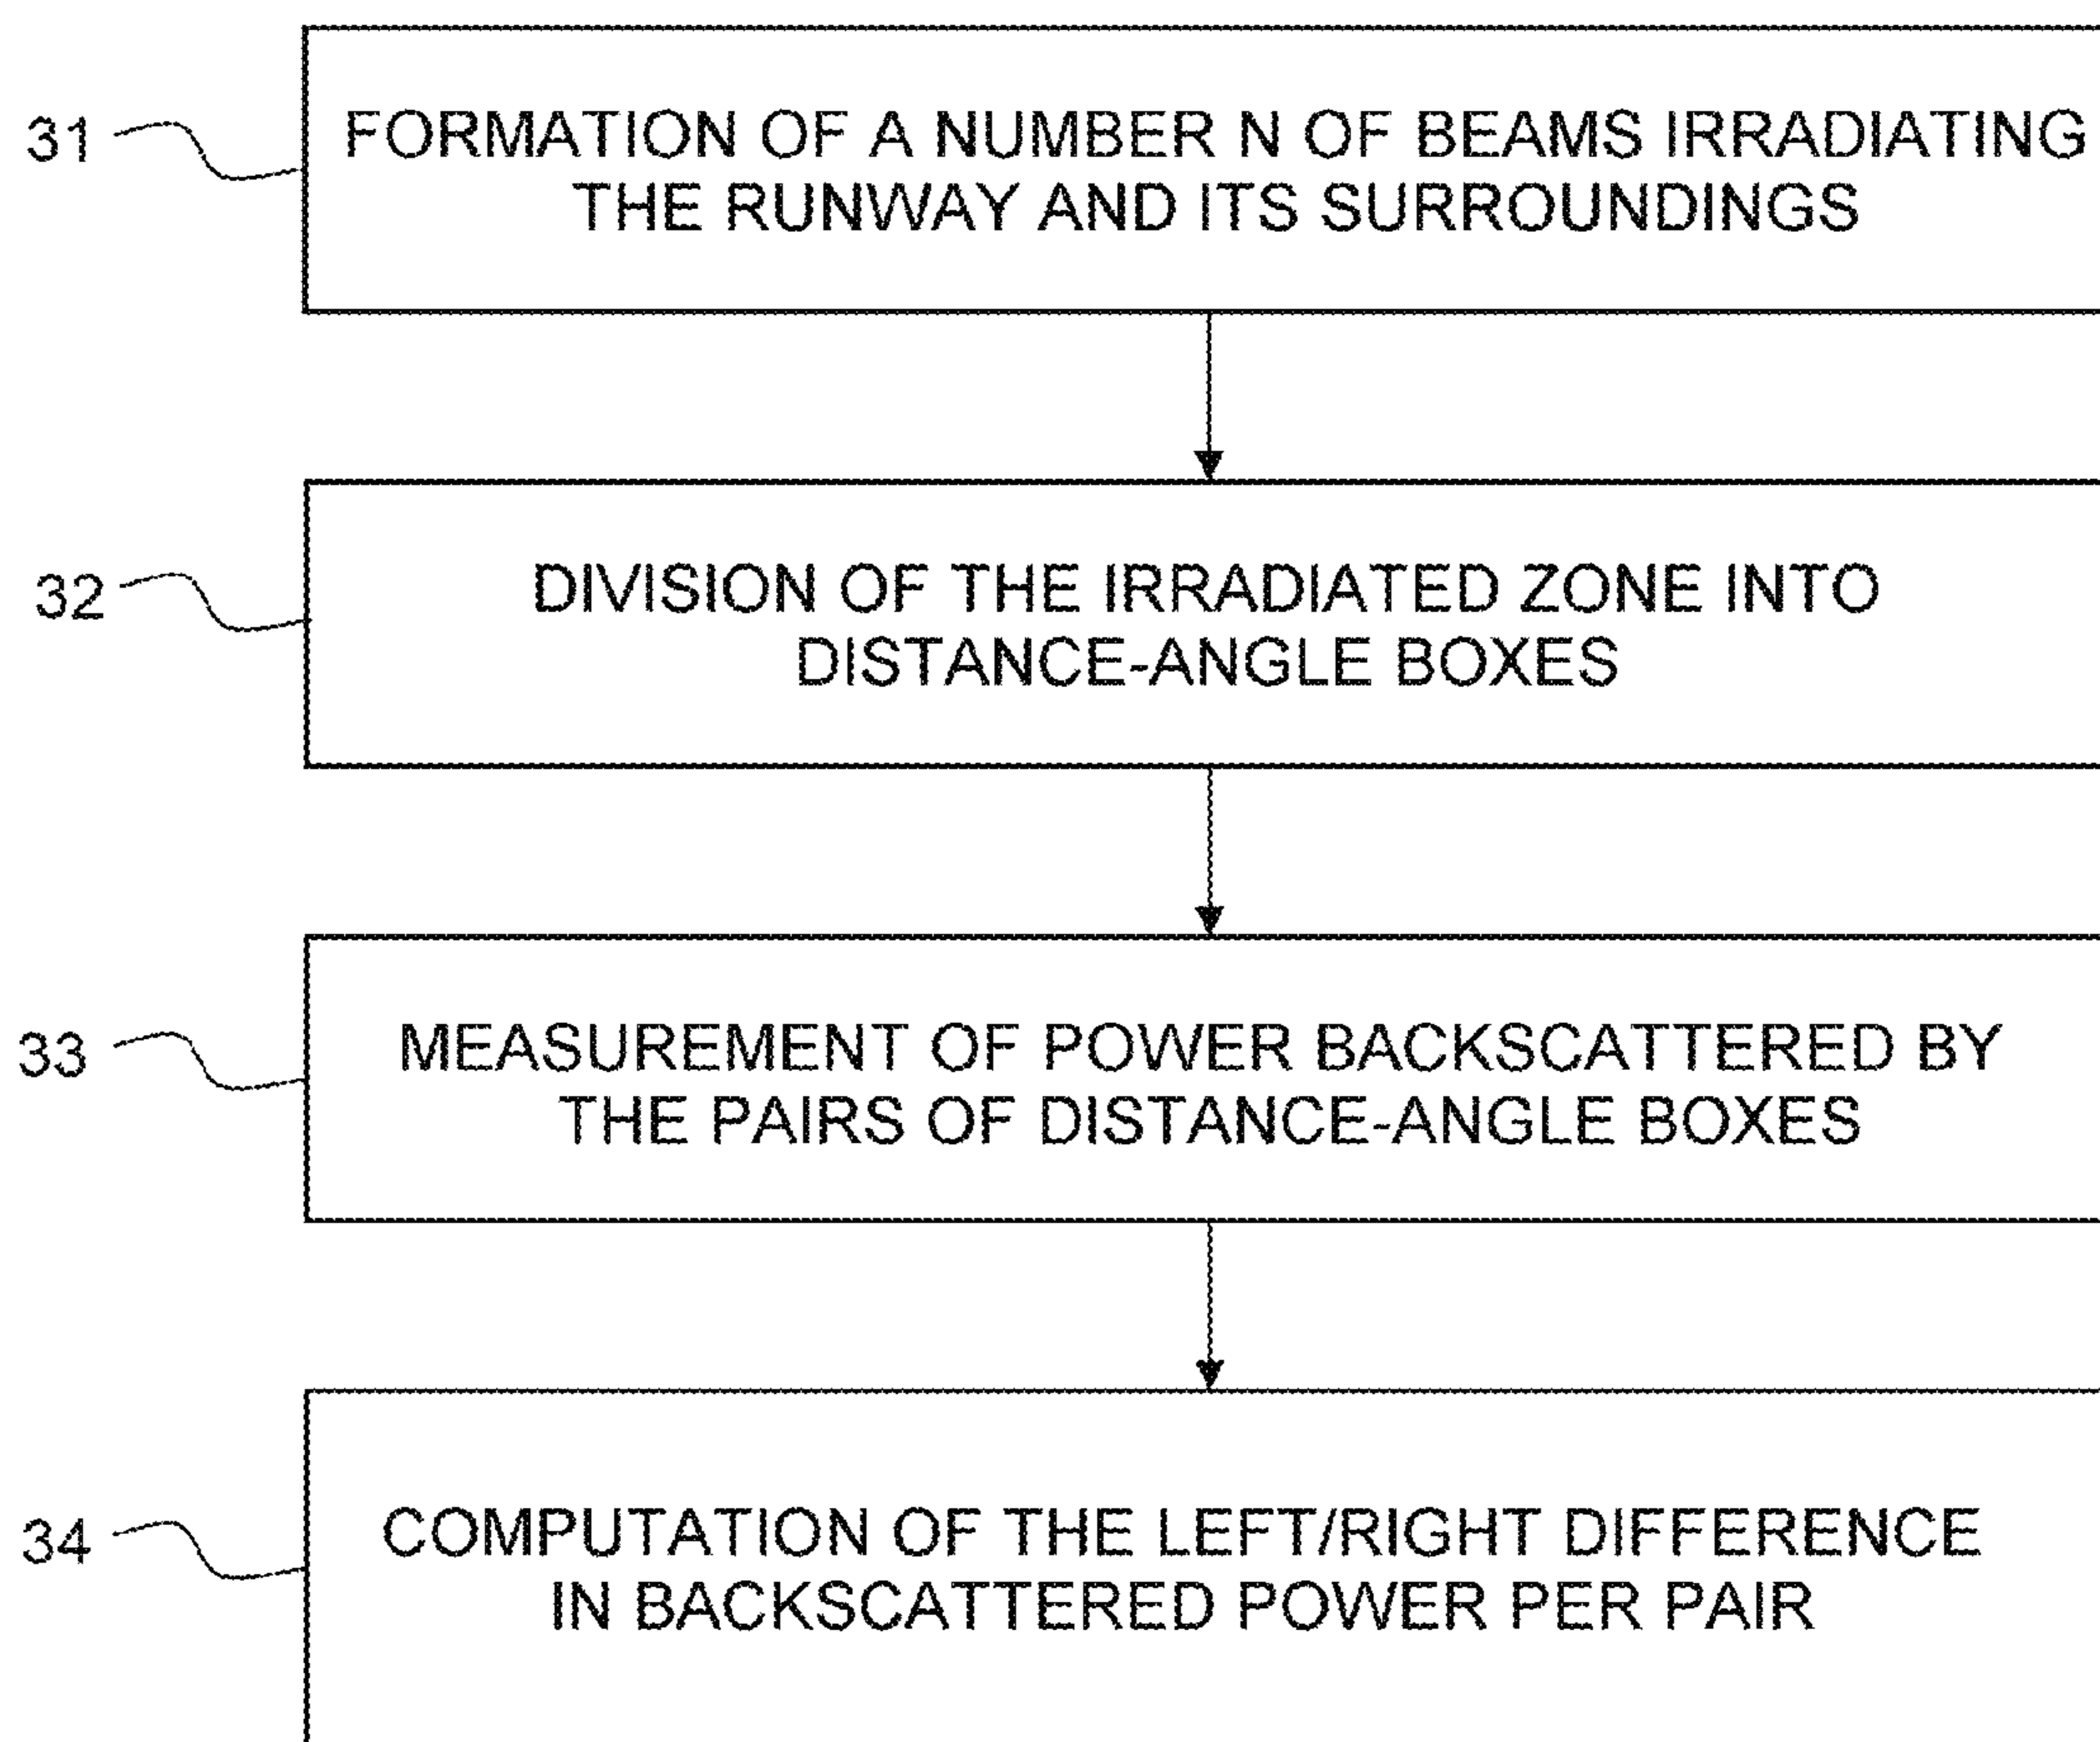 31
FORMATION OF A NUMBER N OF BEAMS IRRADIATING
THE RUNWAY AND ITS SURROUNDINGS
32
DIVISION OF THE IRRADIATED ZONE INTO
DISTANCE-ANGLE BOXES
33
MEASUREMENT OF POWER BACKSCATTERED BY
THE PAIRS OF DISTANCE-ANGLE BOXES
34
COMPUTATION OF THE LEFT/RIGHT DIFFERENCE
IN BACKSCATTERED POWER PER PAIR